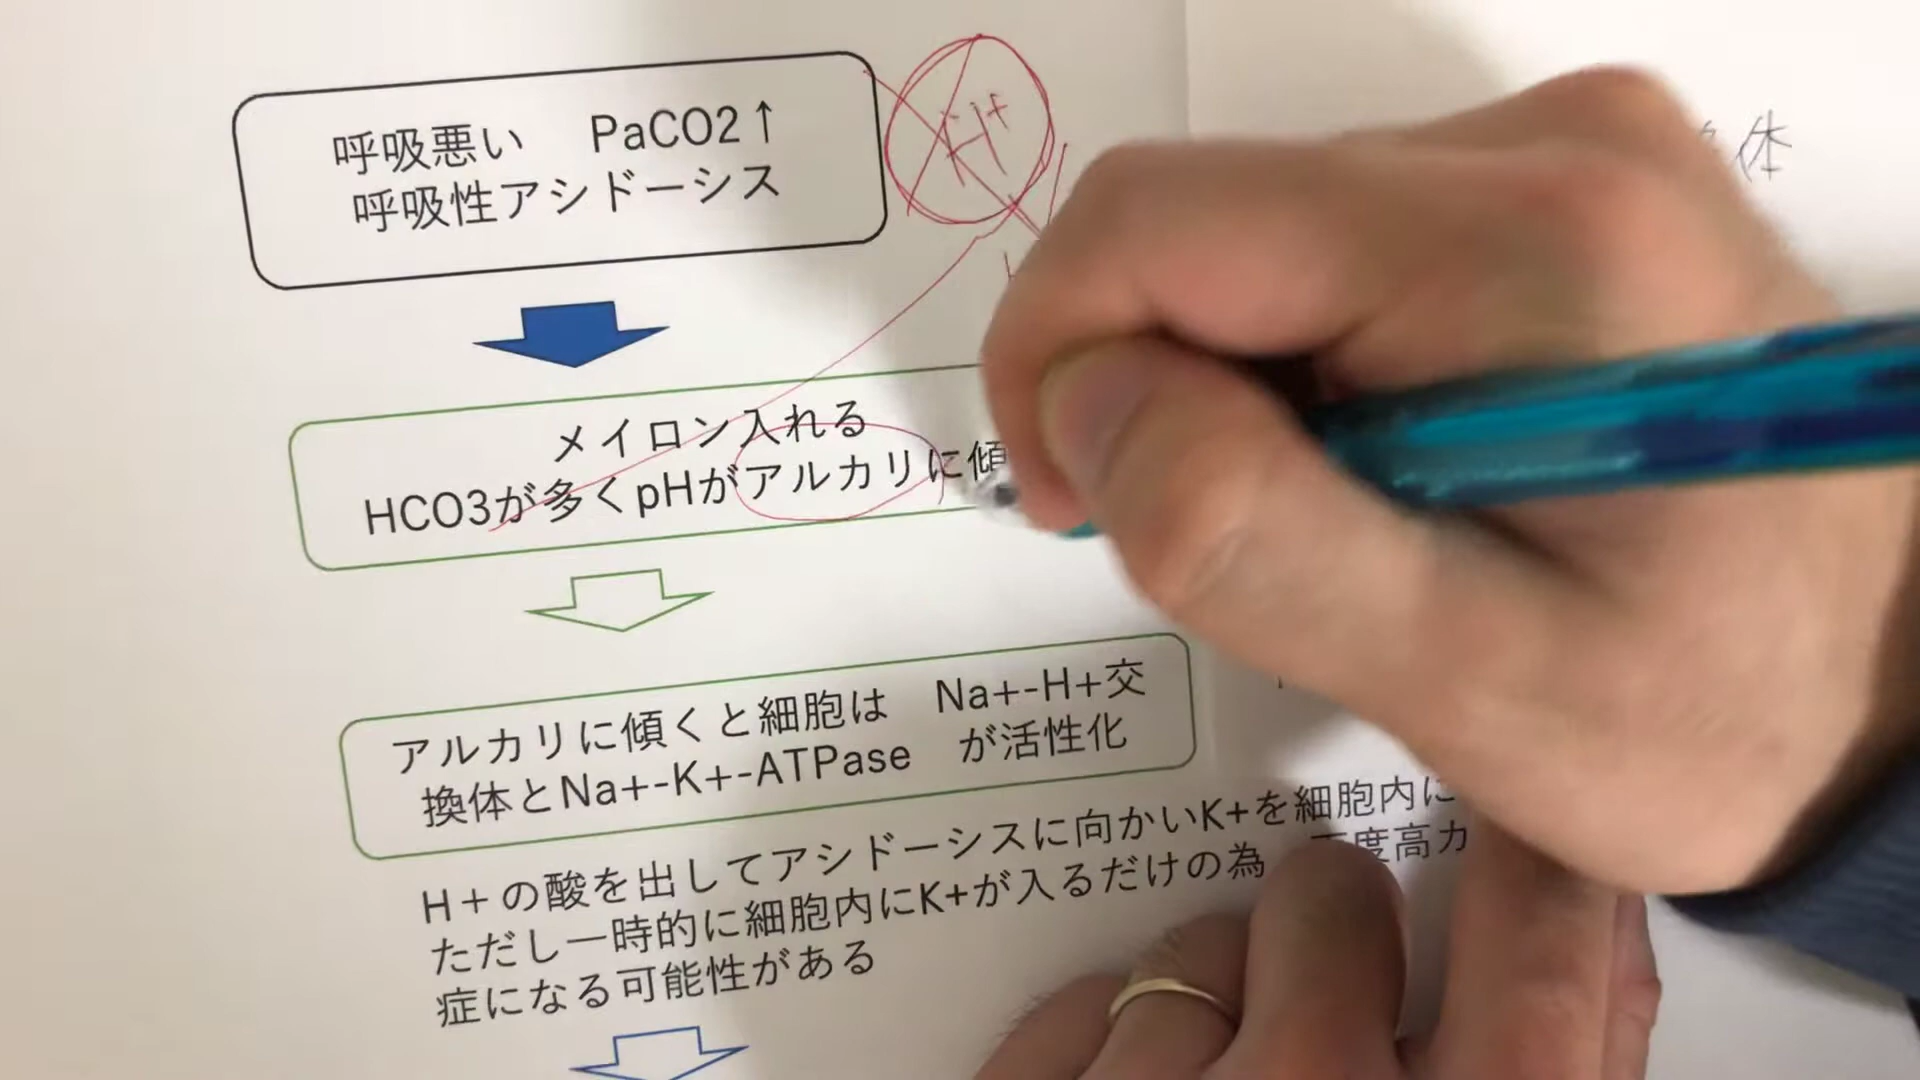 呼吸悪い　PaCO2↑
呼吸性アシドーシス
H+
体
メイロン入れる
HCO3が多くpHがアルカリに傾
アルカリに傾くと細胞は　Na+-H+交
換体とNa+-K+-ATPase　が活性化
H＋の酸を出してアシドーシスに向かいK+を細胞内に
ただし一時的に細胞内にK+が入るだけの為　再度高カ
症になる可能性がある